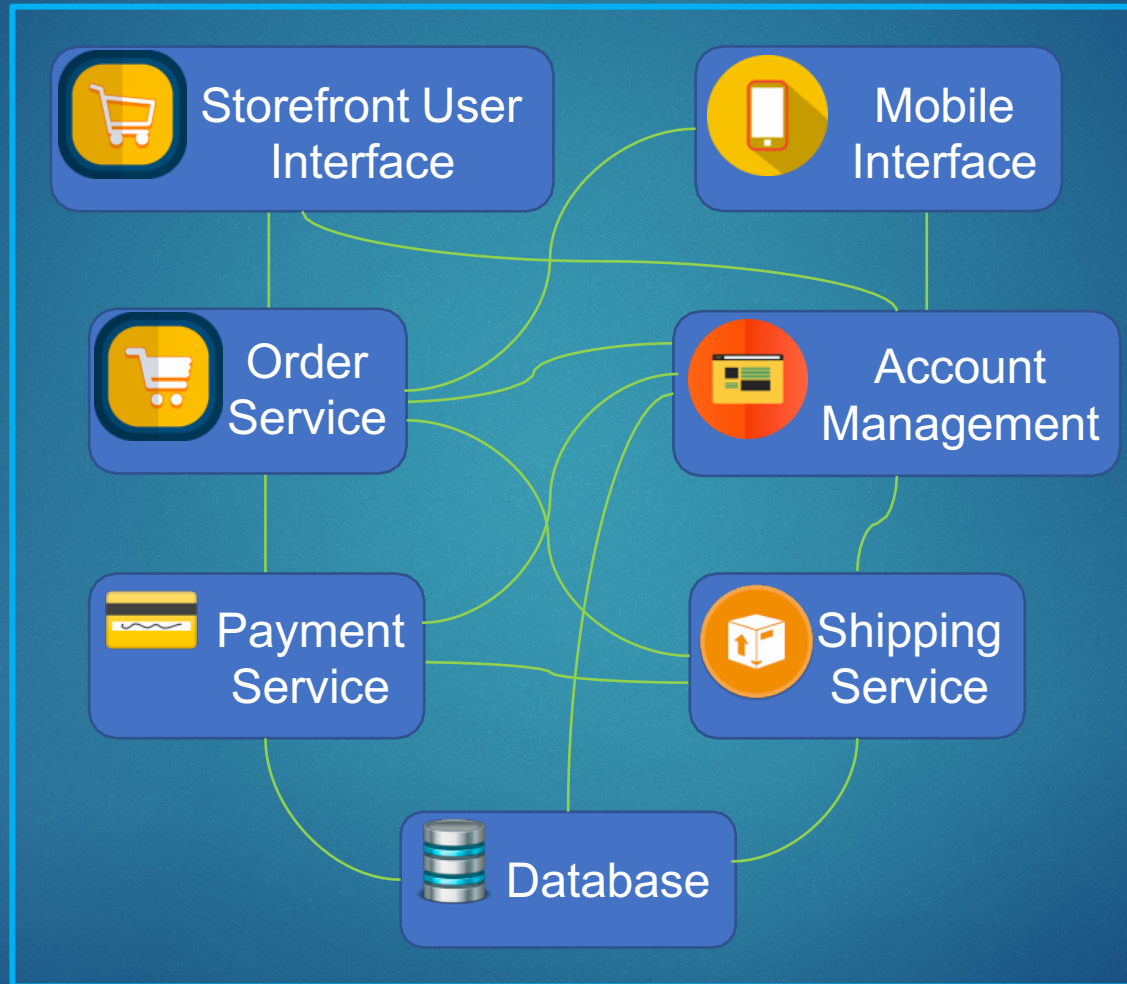 Storefront User
Interface
Mobile
Interface
Order
Service
Account
Management
Payment
Service
Shipping
Service
Database